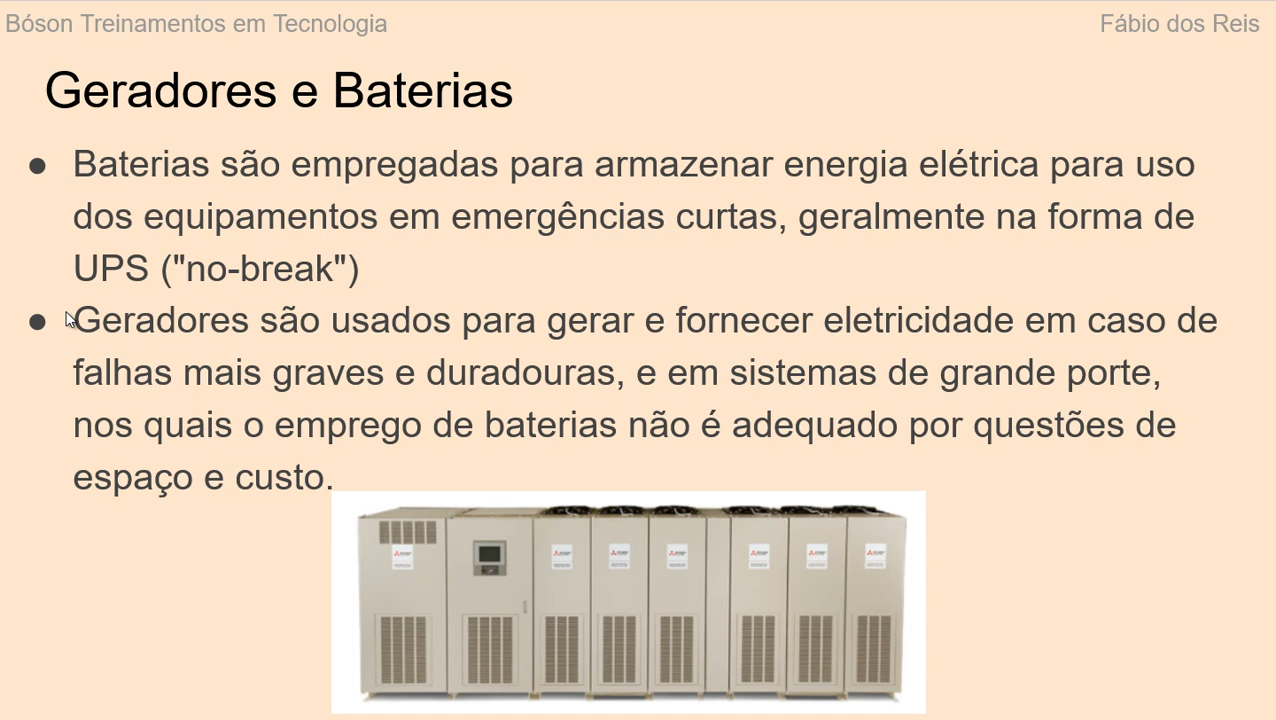 Bóson Treinamentos em Tecnologia
Fábio dos Reis
Geradores e Baterias
● Baterias são empregadas para armazenar energia elétrica para uso
dos equipamentos em emergências curtas, geralmente na forma de
UPS ("no-break")
● Geradores são usados para gerar e fornecer eletricidade em caso de
falhas mais graves e duradouras, e em sistemas de grande porte,
nos quais o emprego de baterias não é adequado por questões de
espaço e custo.